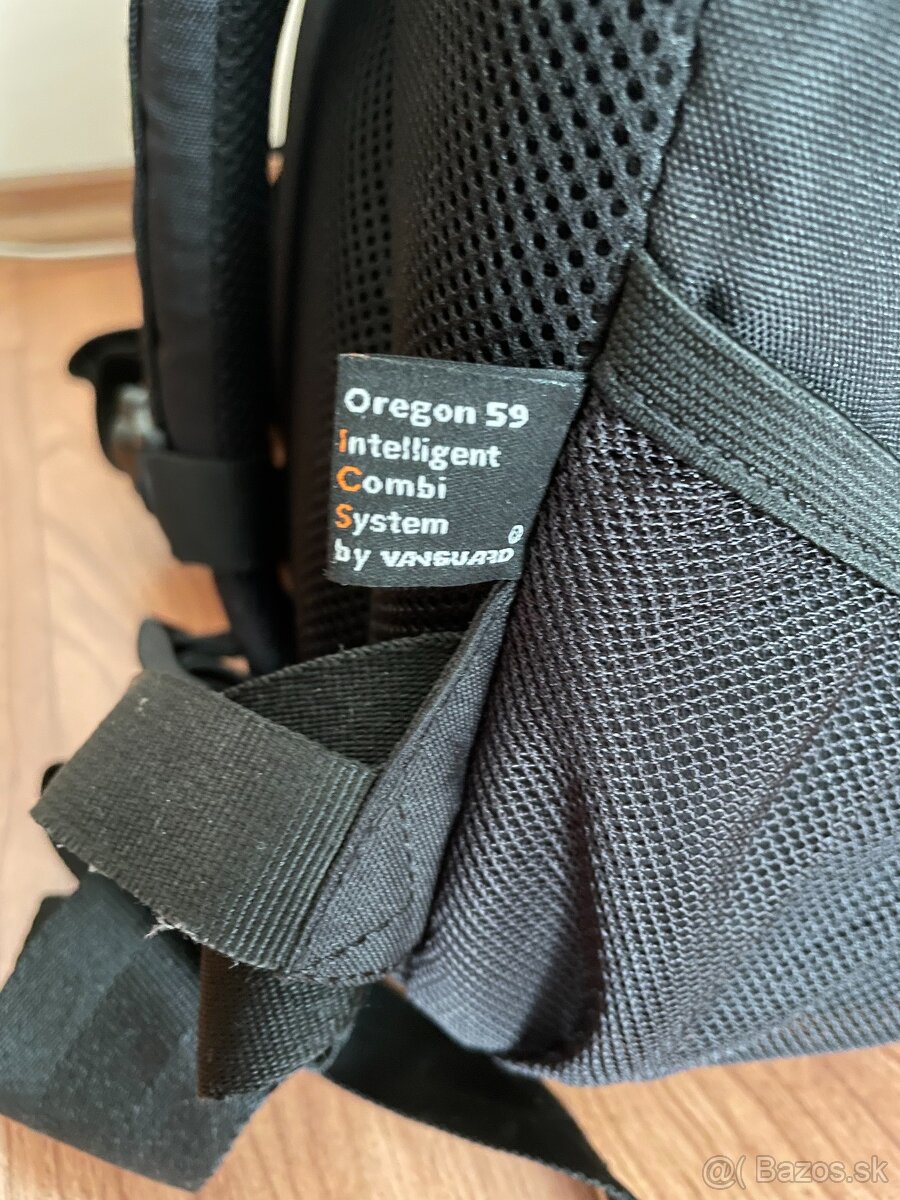 Oregon 59
Intelligent
Combi
System
by VANGUARD®
@( Bazos.sk